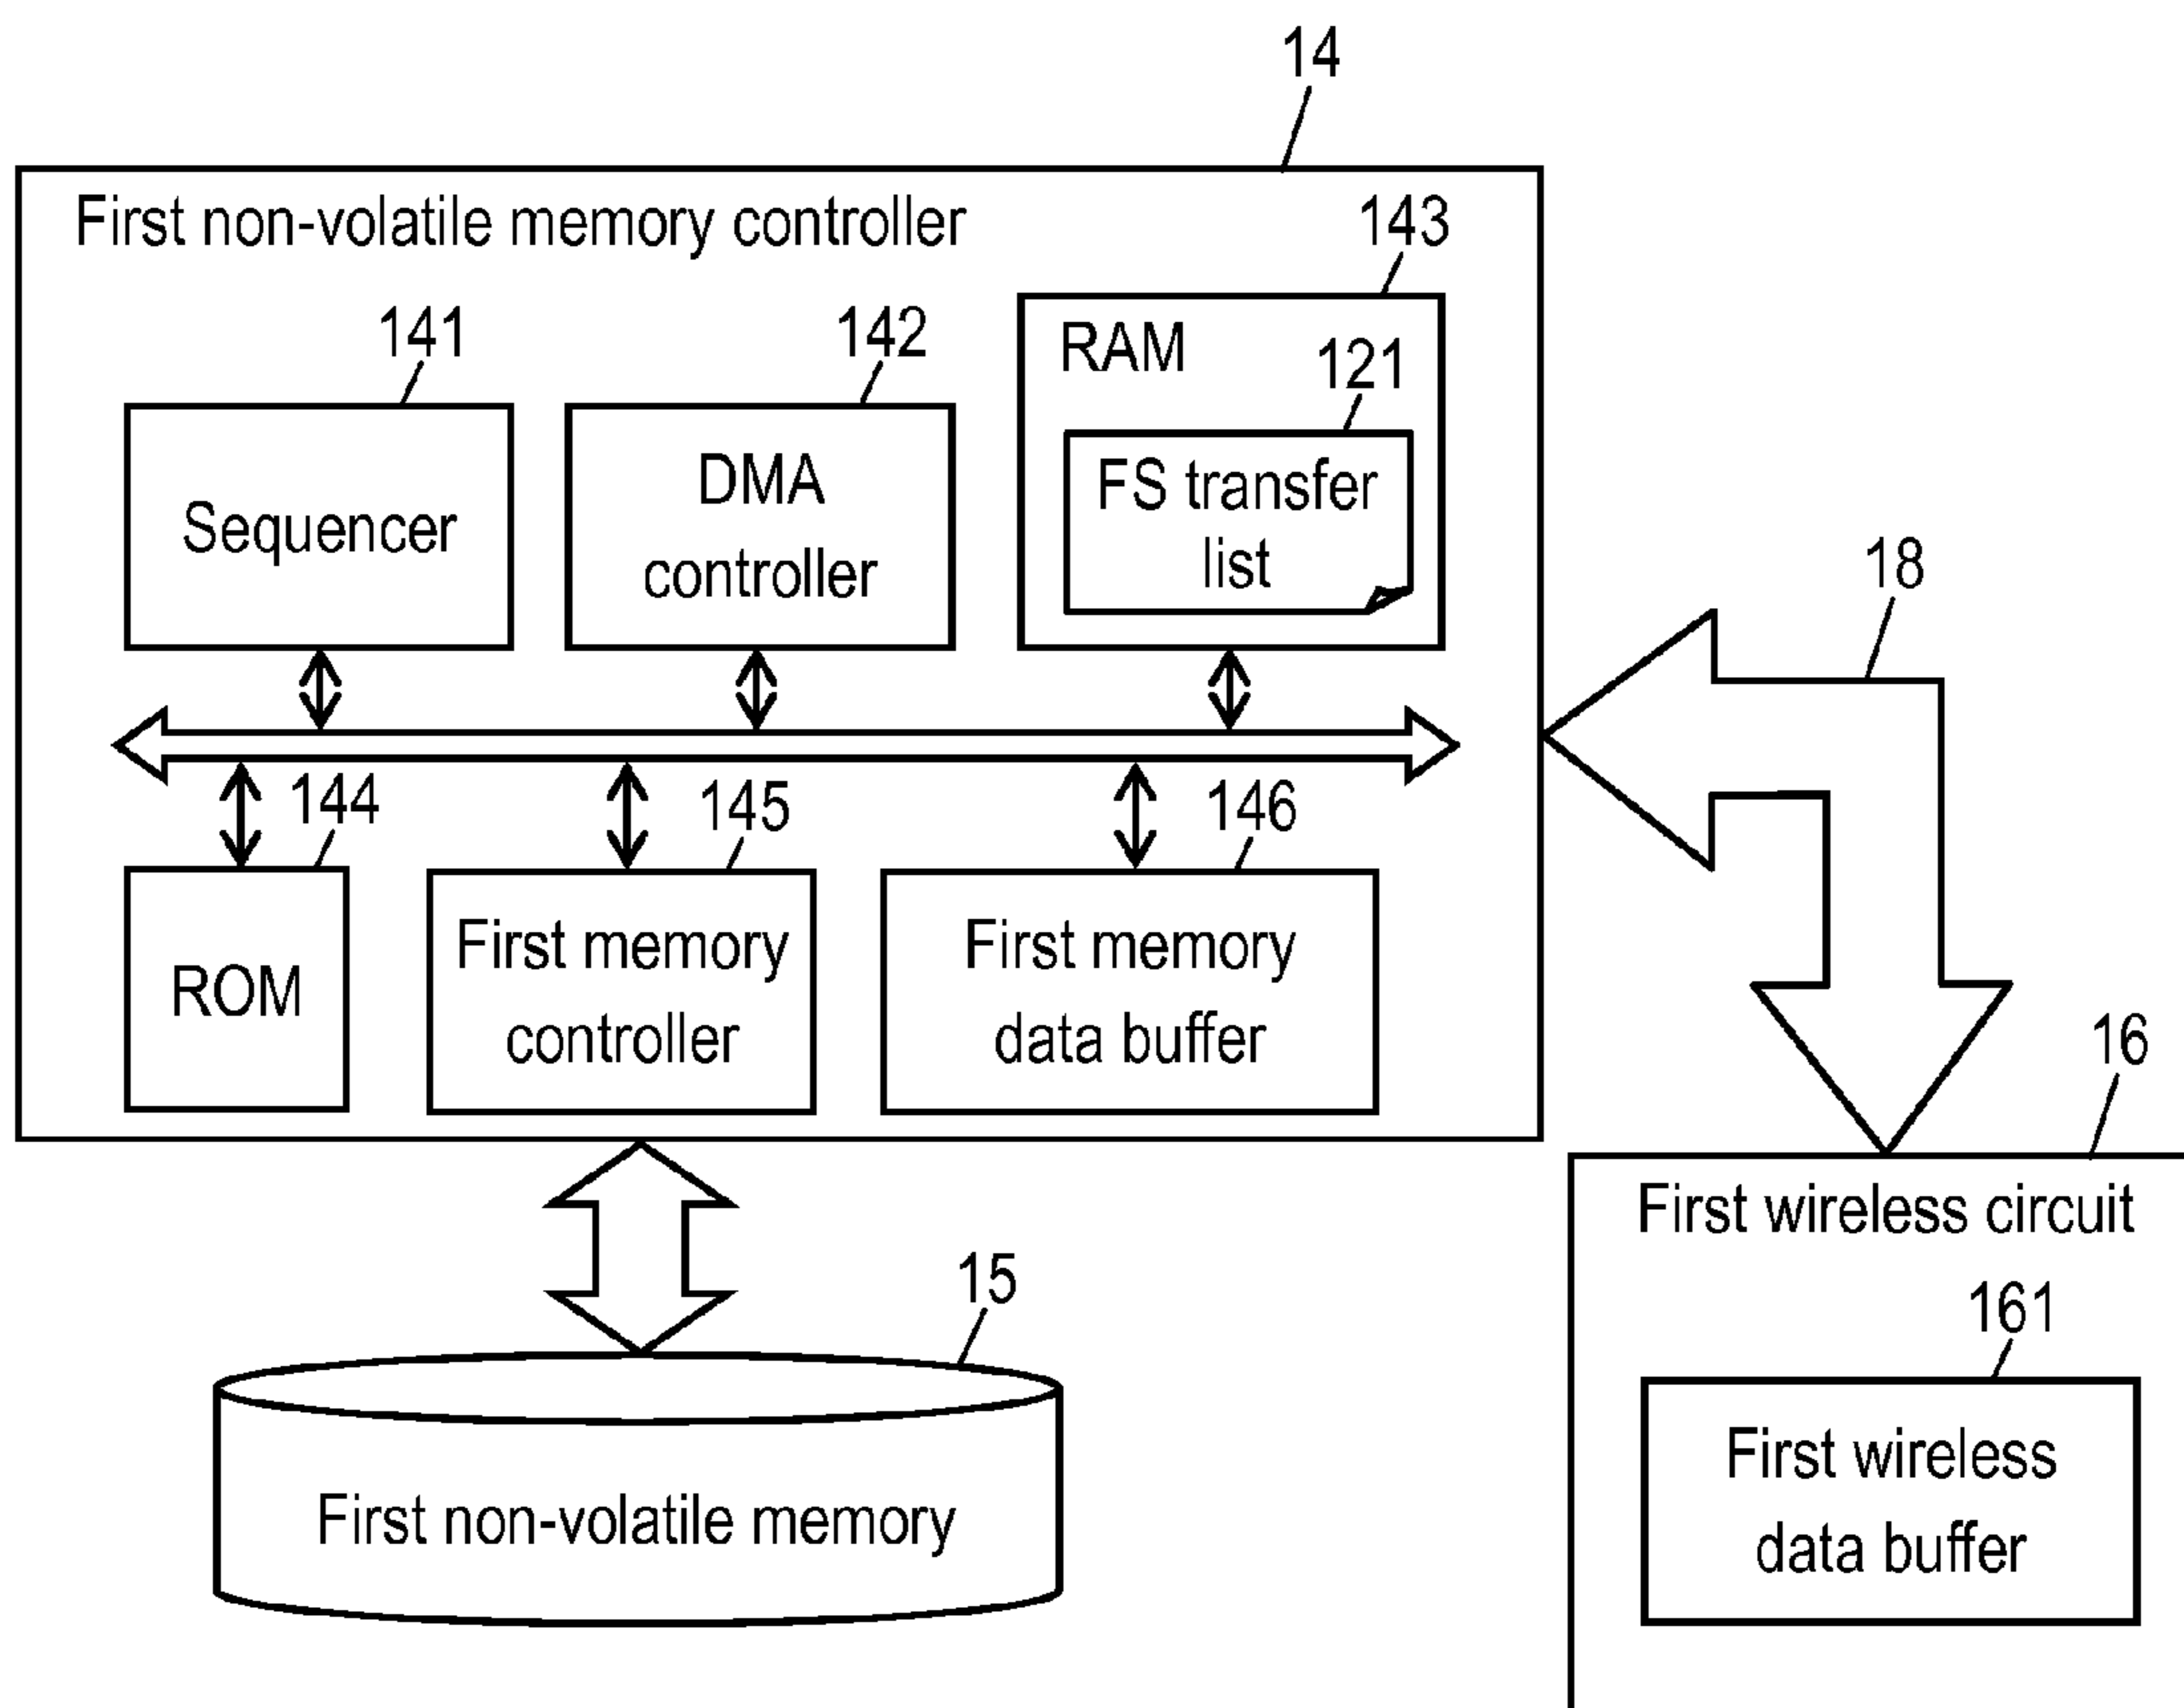 14
First non-volatile memory controller
143
141
142
RAM
121
Sequencer
DMA
controller
FS transfer
list
18
144
145
146
ROM
First memory
controller
First memory
data buffer
16
First wireless circuit
15
161
First non-volatile memory
First wireless
data buffer